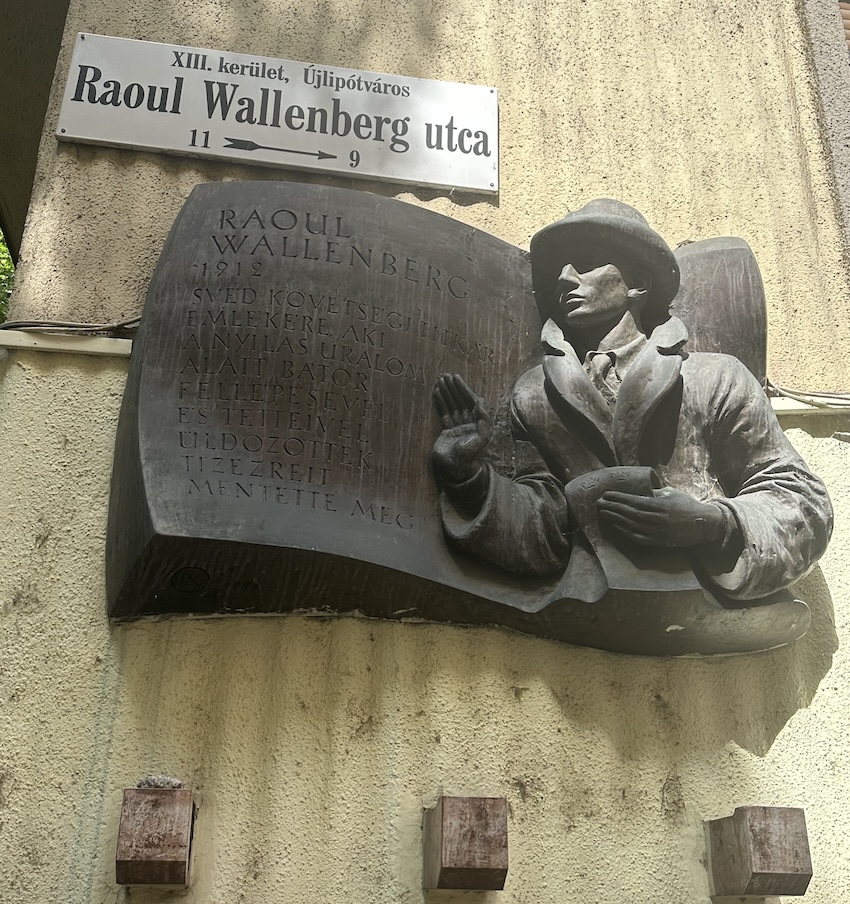 XIII. kerület, Újlipótváros
Raoul Wallenberg utca
11
9
RAOUL
WALLENBERG
1912
SVÉD KÖVETSÉGI TITKÁR
EMLÉKÉRE, AKI
A NYILAS URALOM
ALATT BÁTOR
FELLÉPÉSÉVEL
ÉS TETTEIVEL
ÜLDÖZÖTTEK
TÍZEZREIT
MENTETTE MEG